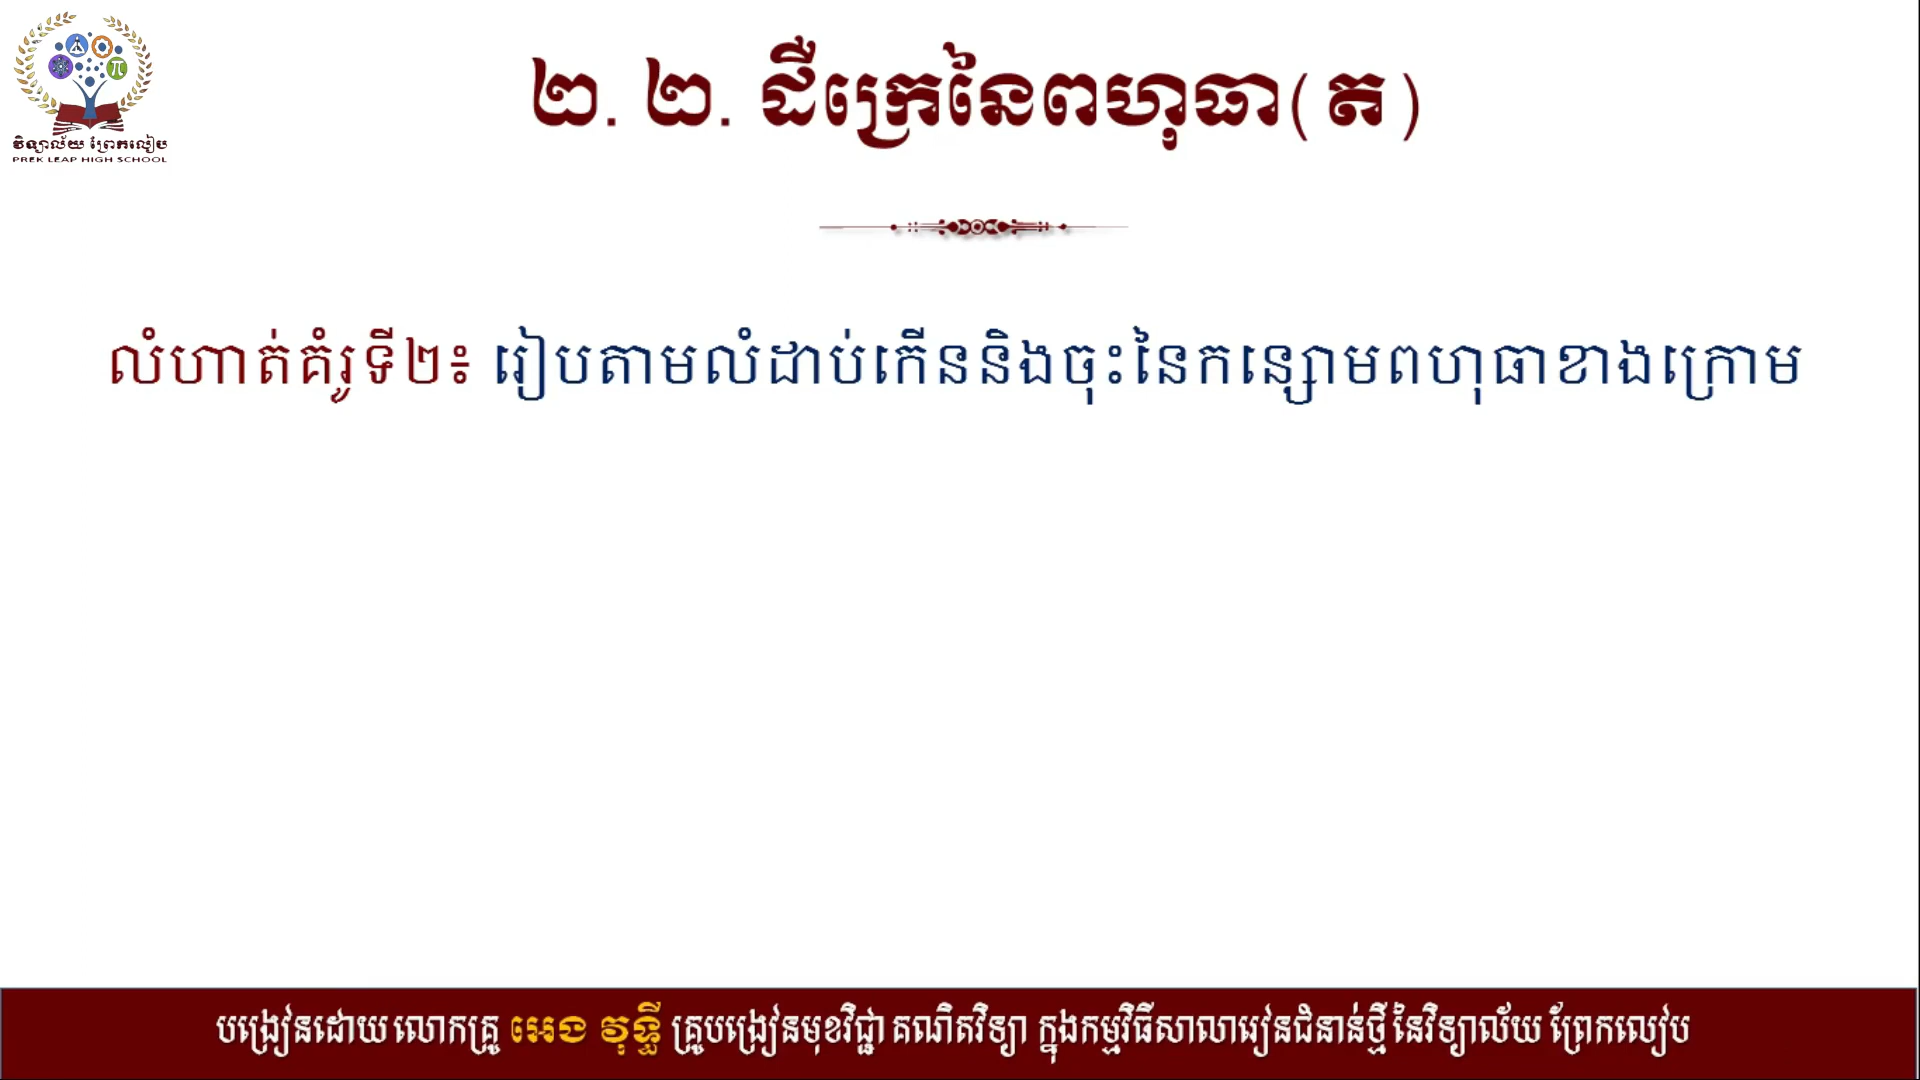 វិទ្យាល័យ ព្រែកលៀប
PREK LEAP HIGH SCHOOL
២. ២. ដឺក្រេនៃពហុធា(ត)
លំហាត់គំរូទី២៖ រៀបតាមលំដាប់កើននិងចុះនៃកន្សោមពហុធាខាងក្រោម
បង្រៀនដោយ លោកគ្រូ អេង វុទ្ធី គ្រូបង្រៀនមុខវិជ្ជា គណិតវិទ្យា ក្នុងកម្មវិធីសាលារៀនជំនាន់ថ្មី នៃវិទ្យាល័យ ព្រែកលៀប